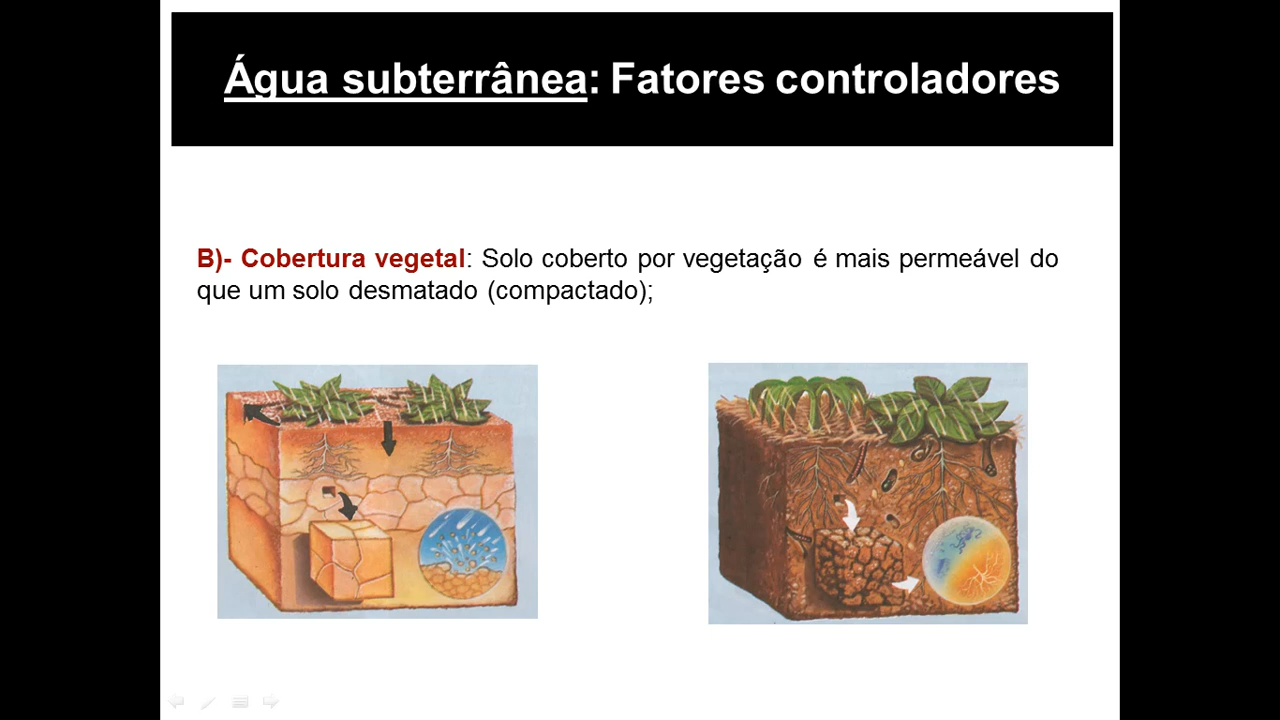 Água subterrânea: Fatores controladores
B)- Cobertura vegetal: Solo coberto por vegetação é mais permeável do
que um solo desmatado (compactado);